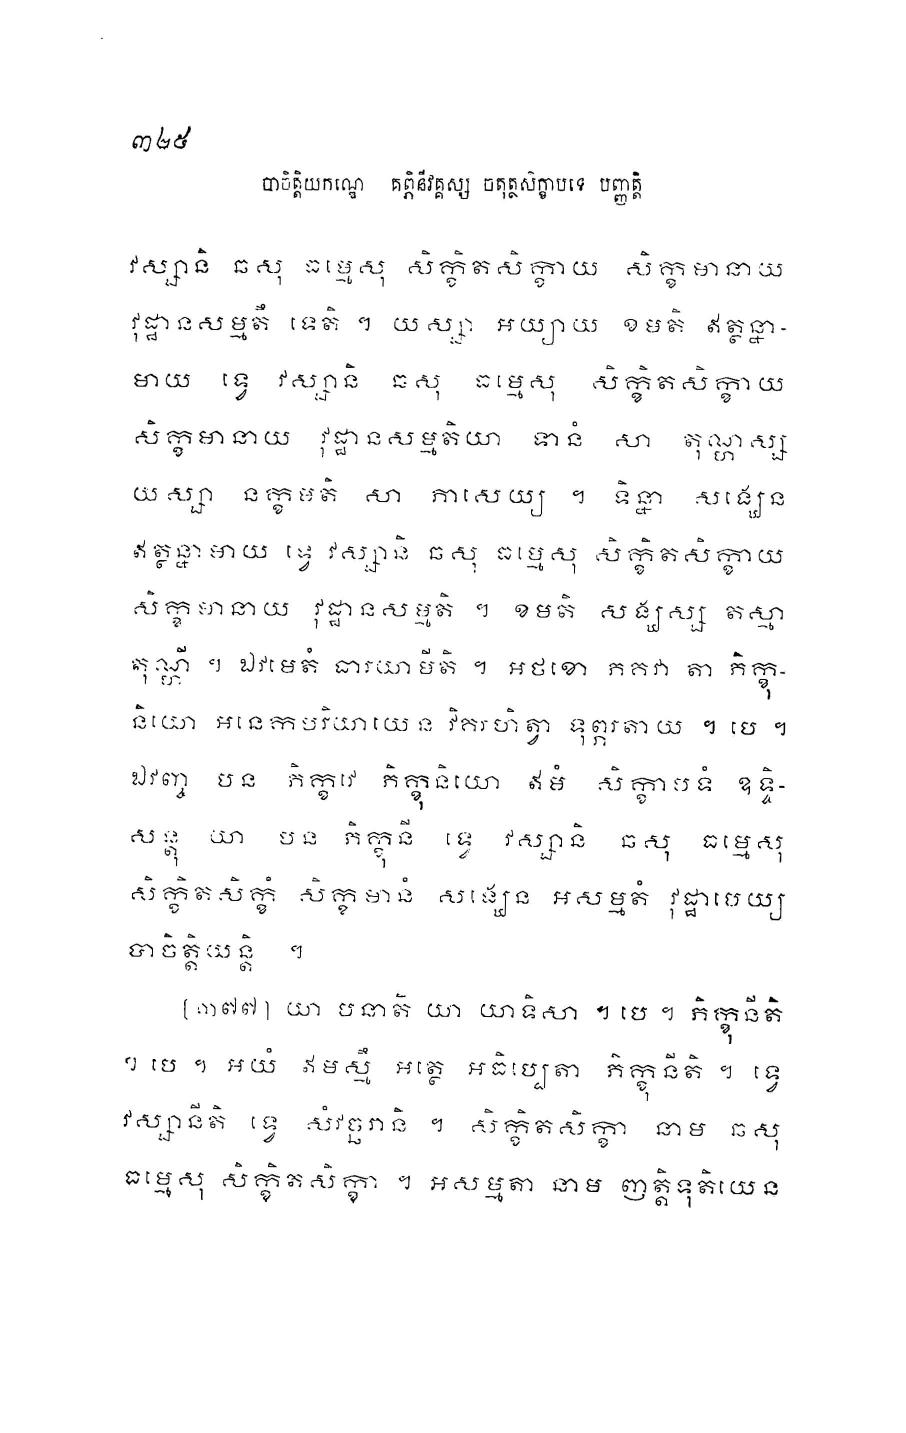 ៣២៥
បាចិត្តិយកណ្ឌេ គព្ភិនីវគ្គស្ស ចតុត្ថសិក្ខាបទេ បញ្ញត្តិ
វស្សានិ ឆសុ ធម្មេសុ សិក្ខិតសិក្ខាយ សិក្ខមានាយ
វុដ្ឋានសម្មតឹ ទេតិ ។ យស្សា អយ្យាយ ខមតិ ឥត្ថន្នា-
មាយ ទ្វេ វស្សានិ ឆសុ ធម្មេសុ សិក្ខិតសិក្ខាយ
សិក្ខមានាយ វុដ្ឋានសម្មតិយា ទានំ សា តុណ្ហស្ស
យស្សា នក្ខមតិ សា ភាសេយ្យ ។ ទិន្នា សង្ឃេន
ឥត្ថន្នាមាយ ទ្វេ វស្សានិ ឆសុ ធម្មេសុ សិក្ខិតសិក្ខាយ
សិក្ខមានាយ វុដ្ឋានសម្មតិ ។ ខមតិ សង្ឃស្ស តស្មា
តុណ្ហី ។ ឯវមេតំ ធារយាមីតិ ។ អថខោ ភគវា តា ភិក្ខុ-
និយោ អនេកបរិយាយេន វិគរហិត្វា ទុព្ភរតាយ ។ បេ ។
ឯវញ្ច បន ភិក្ខវេ ភិក្ខុនិយោ ឥមំ សិក្ខាបទំ ឧទ្ទិ-
សន្តុ យា បន ភិក្ខុនី ទ្វេ វស្សានិ ឆសុ ធម្មេសុ
សិក្ខិតសិក្ខំ សិក្ខមានំ សង្ឃេន អសម្មតំ វុដ្ឋាបេយ្យ
បាចិត្តិយន្តិ ។
[៣៧៧] យា បនាតិ យា យាទិសា ។ បេ ។ ភិក្ខុនីតិ
។ បេ ។ អយំ ឥមស្មឹ អត្ថេ អធិប្បេតា ភិក្ខុនីតិ ។ ទ្វេ
វស្សានីតិ ទ្វេ សំវច្ឆរានិ ។ សិក្ខិតសិក្ខា នាម ឆសុ
ធម្មេសុ សិក្ខិតសិក្ខា ។ អសម្មតា នាម ញត្តិទុតិយេន